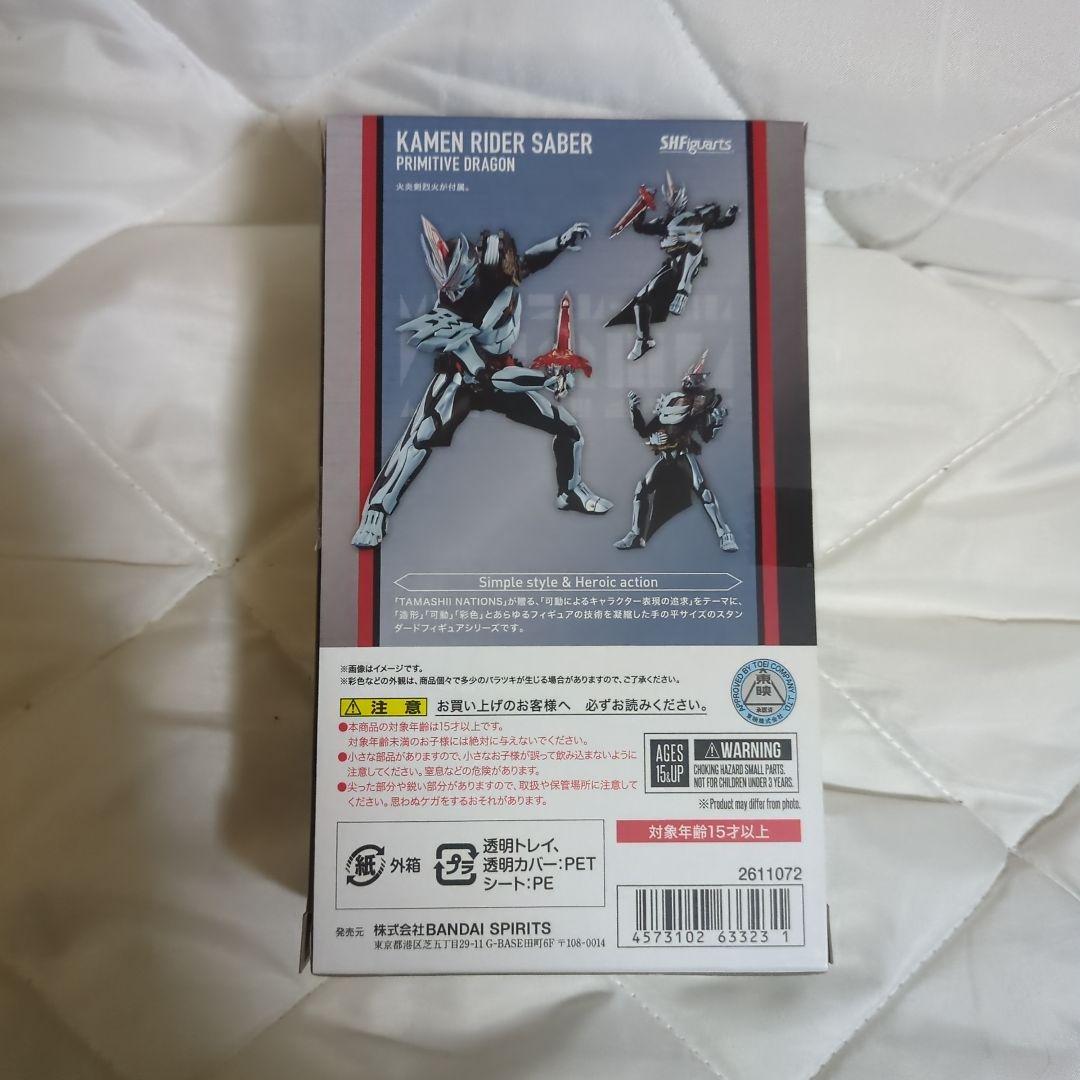 KAMEN RIDER SABER
PRIMITIVE DRAGON
S.H.Figuarts
火炎剣烈火が付属。
Simple style & Heroic action
「TAMASHII NATIONS」が贈る、「可動によるキャラクター表現の追求」をテーマに、
「造形」「可動」「彩色」とあらゆるフィギュアの技術を凝縮した手の平サイズのスタン
ダードフィギュアシリーズです。
※画像はイメージです。
※彩色などの外観は、商品個々で多少のバラツキが生じる場合がありますので、ご了承ください。
APPROVED BY TOEI COMPANY, LTD.
東映
承認済
東映株式会社
注意 お買い上げのお客様へ 必ずお読みください。
●本商品の対象年齢は15才以上です。
対象年齢未満のお子様には絶対に与えないでください。
●小さな部品がありますので、小さなお子様が誤って飲み込まないように
注意してください。窒息などの危険があります。
●尖った部分や鋭い部分がありますので、取扱や保管場所に注意して
ください。思わぬケガをするおそれがあります。
AGES
15&UP
WARNING
CHOKING HAZARD SMALL PARTS.
NOT FOR CHILDREN UNDER 3 YEARS.
※Product may differ from photo.
対象年齢15才以上
紙 外箱
プラ 透明トレイ、
透明カバー:PET
シート:PE
2611072
4573102 63323 1
発売元 株式会社BANDAI SPIRITS
東京都港区芝五丁目29-11 G-BASE田町6F 〒108-0014